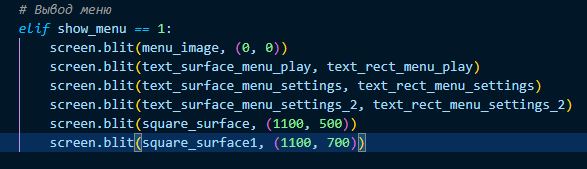 # Вывод меню
elif show_menu == 1:
screen.blit(menu_image, (0, 0))
screen.blit(text_surface_menu_play, text_rect_menu_play)
screen.blit(text_surface_menu_settings, text_rect_menu_settings)
screen.blit(text_surface_menu_settings_2, text_rect_menu_settings_2)
screen.blit(square_surface, (1100, 500))
screen.blit(square_surface1, (1100, 700))